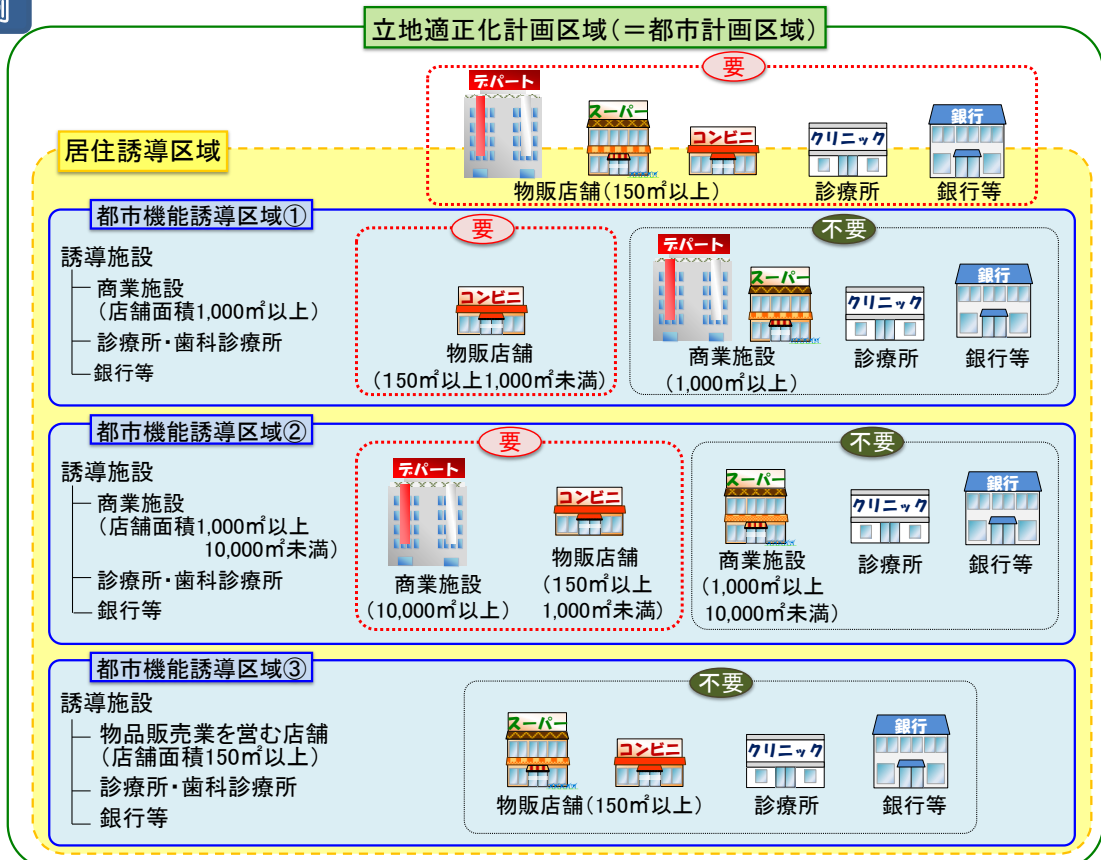 例
立地適正化計画区域(＝都市計画区域)
要
デパート
スーパー
コンビニ
クリニック
銀行
物販店舗(150㎡以上)
診療所
銀行等
居住誘導区域
都市機能誘導区域①
誘導施設
商業施設
(店舗面積1,000㎡以上)
診療所・歯科診療所
銀行等
要
コンビニ
物販店舗
(150㎡以上1,000㎡未満)
不要
デパート
スーパー
クリニック
銀行
商業施設
(1,000㎡以上)
診療所
銀行等
都市機能誘導区域②
誘導施設
商業施設
(店舗面積1,000㎡以上
10,000㎡未満)
診療所・歯科診療所
銀行等
要
デパート
コンビニ
商業施設
(10,000㎡以上)
物販店舗
(150㎡以上
1,000㎡未満)
不要
スーパー
クリニック
銀行
商業施設
(1,000㎡以上
10,000㎡未満)
診療所
銀行等
都市機能誘導区域③
誘導施設
物品販売業を営む店舗
(店舗面積150㎡以上)
診療所・歯科診療所
銀行等
不要
スーパー
コンビニ
クリニック
銀行
物販店舗(150㎡以上)
診療所
銀行等